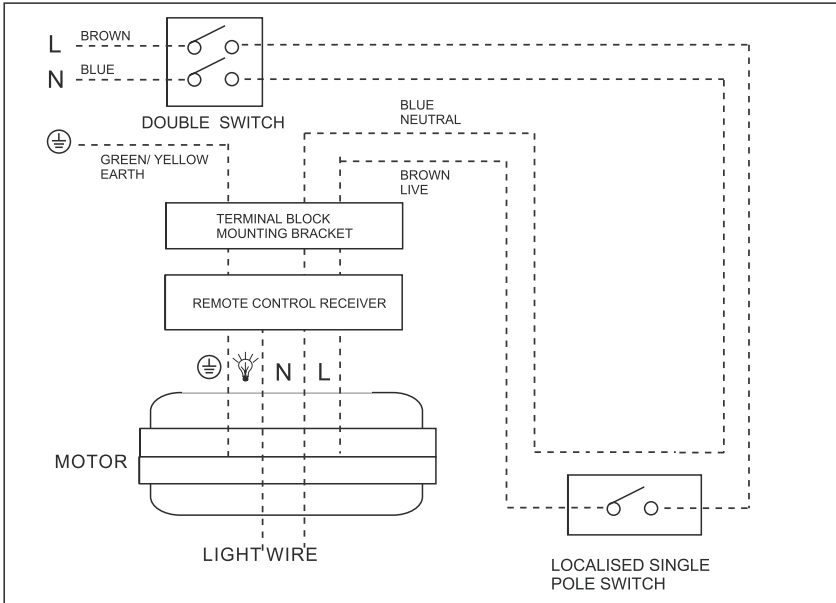 L BROWN
N BLUE
DOUBLE SWITCH
GREEN/ YELLOW
EARTH
BLUE
NEUTRAL
BROWN
LIVE
TERMINAL BLOCK
MOUNTING BRACKET
REMOTE CONTROL RECEIVER
N L
MOTOR
LIGHT WIRE
LOCALISED SINGLE
POLE SWITCH